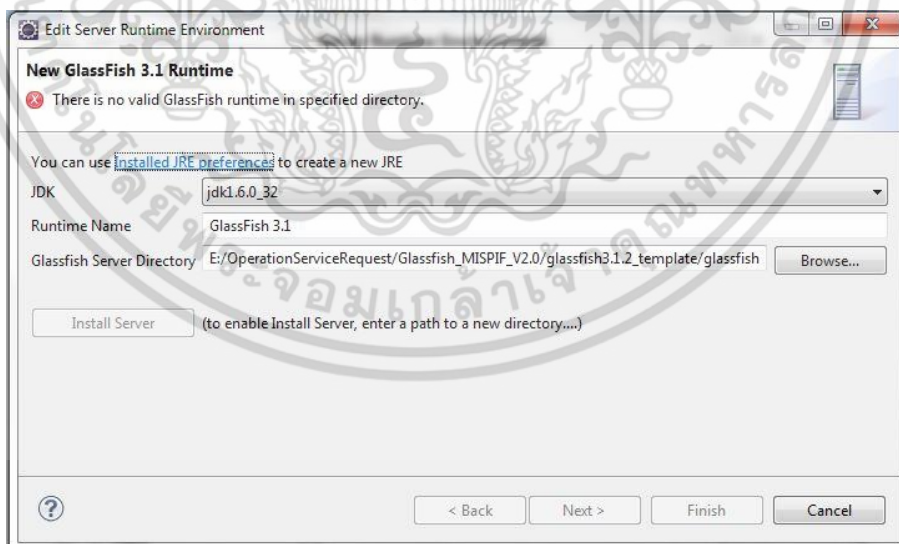 Edit Server Runtime Environment
New GlassFish 3.1 Runtime
There is no valid GlassFish runtime in specified directory.
You can use Installed JRE preferences to create a new JRE
JDK jdk1.6.0_32
Runtime Name GlassFish 3.1
Glassfish Server Directory E:/OperationServiceRequest/Glassfish_MISPIF_V2.0/glassfish3.1.2_template/glassfish Browse...
Install Server (to enable Install Server, enter a path to a new directory....)
? < Back Next > Finish Cancel